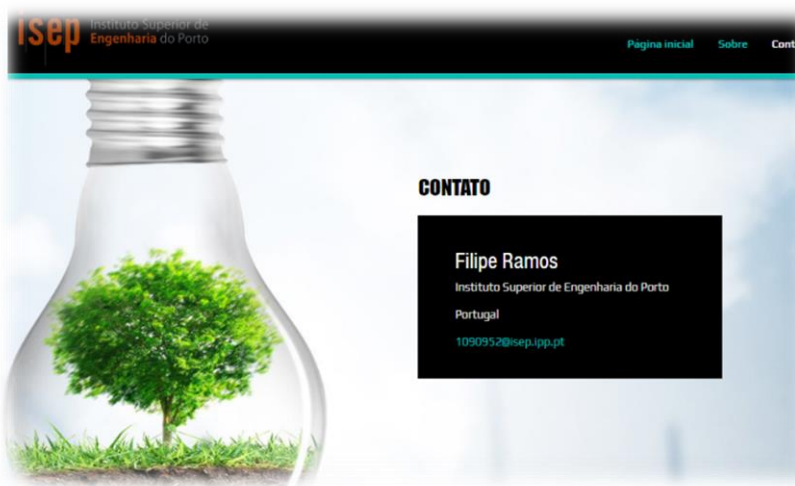 isep Instituto Superior de
Engenharia do Porto
Página inicial Sobre Cont
CONTATO
Filipe Ramos
Instituto Superior de Engenharia do Porto
Portugal
1090952@isep.ipp.pt